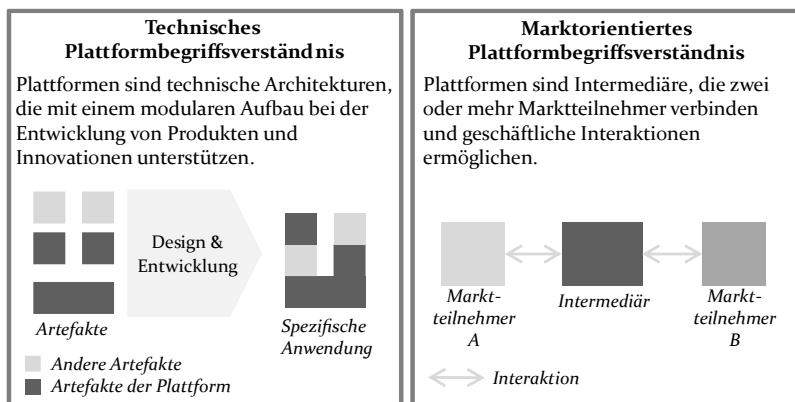 Technisches
Plattformbegriffsverständnis
Plattformen sind technische Architekturen,
die mit einem modularen Aufbau bei der
Entwicklung von Produkten und
Innovationen unterstützen.
Design &
Entwicklung
Artefakte
Spezifische
Anwendung
Andere Artefakte
Artefakte der Plattform
Marktorientiertes
Plattformbegriffsverständnis
Plattformen sind Intermediäre, die zwei
oder mehr Marktteilnehmer verbinden
und geschäftliche Interaktionen
ermöglichen.
Markt-
teilnehmer
A
Intermediär
Markt-
teilnehmer
B
Interaktion